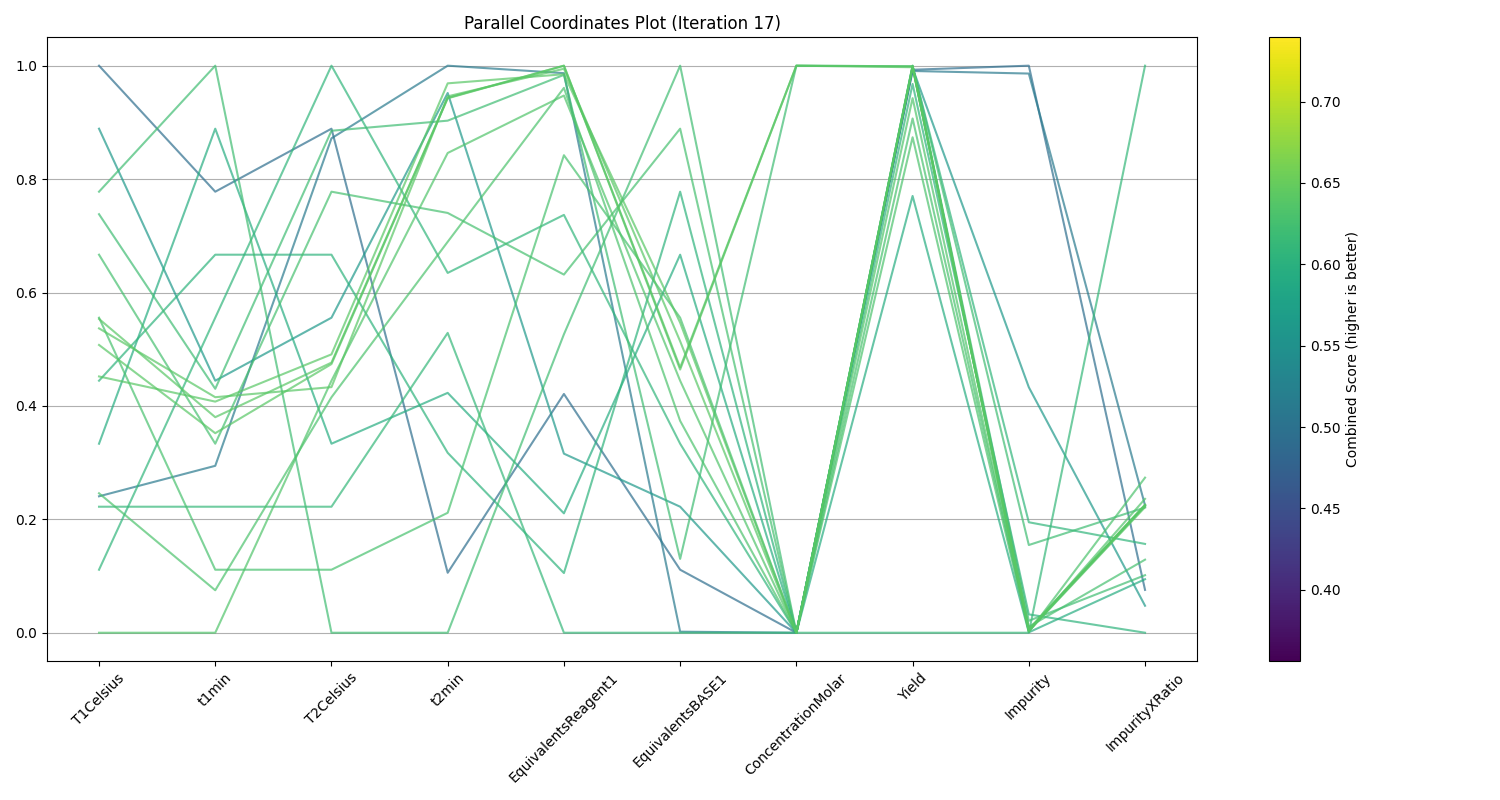 Parallel Coordinates Plot (Iteration 17)
1.0
0.8
0.6
0.4
0.2
0.0
T1Celsius
t1min
T2Celsius
t2min
EquivalentsReagent1
EquivalentsBASE1
ConcentrationMolar
Yield
Impurity
ImpurityXRatio
0.70
0.65
0.60
0.55
0.50
0.45
0.40
Combined Score (higher is better)